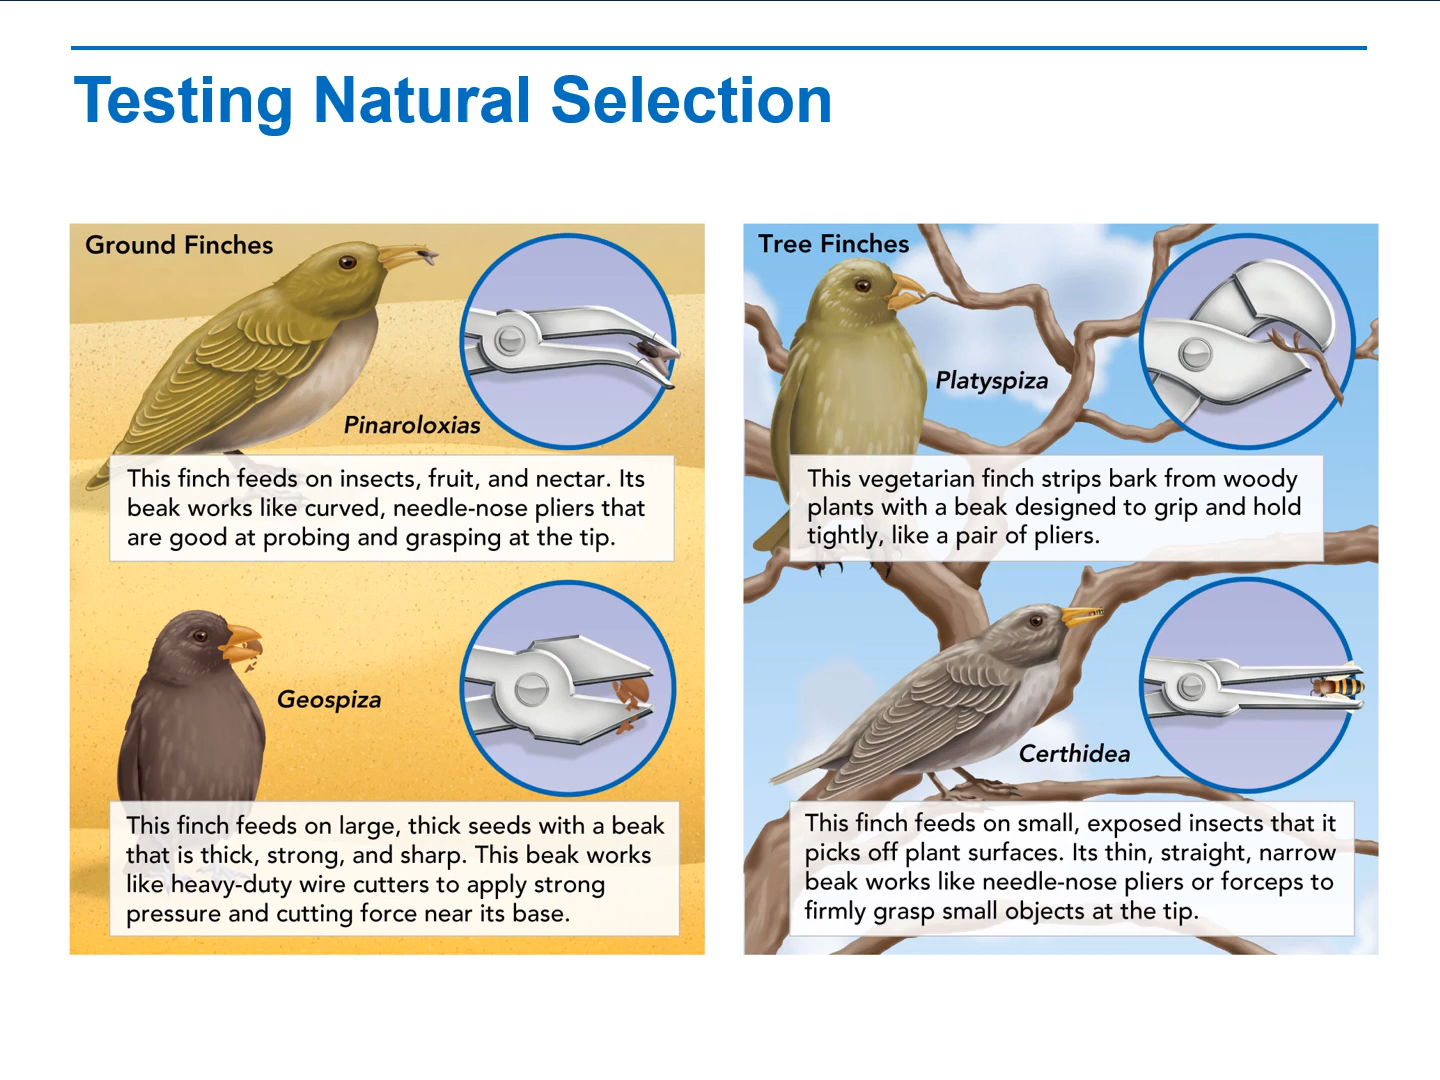 Testing Natural Selection
Ground Finches
Pinaroloxias
This finch feeds on insects, fruit, and nectar. Its
beak works like curved, needle-nose pliers that
are good at probing and grasping at the tip.
Geospiza
This finch feeds on large, thick seeds with a beak
that is thick, strong, and sharp. This beak works
like heavy-duty wire cutters to apply strong
pressure and cutting force near its base.
Tree Finches
Platyspiza
This vegetarian finch strips bark from woody
plants with a beak designed to grip and hold
tightly, like a pair of pliers.
Certhidea
This finch feeds on small, exposed insects that it
picks off plant surfaces. Its thin, straight, narrow
beak works like needle-nose pliers or forceps to
firmly grasp small objects at the tip.